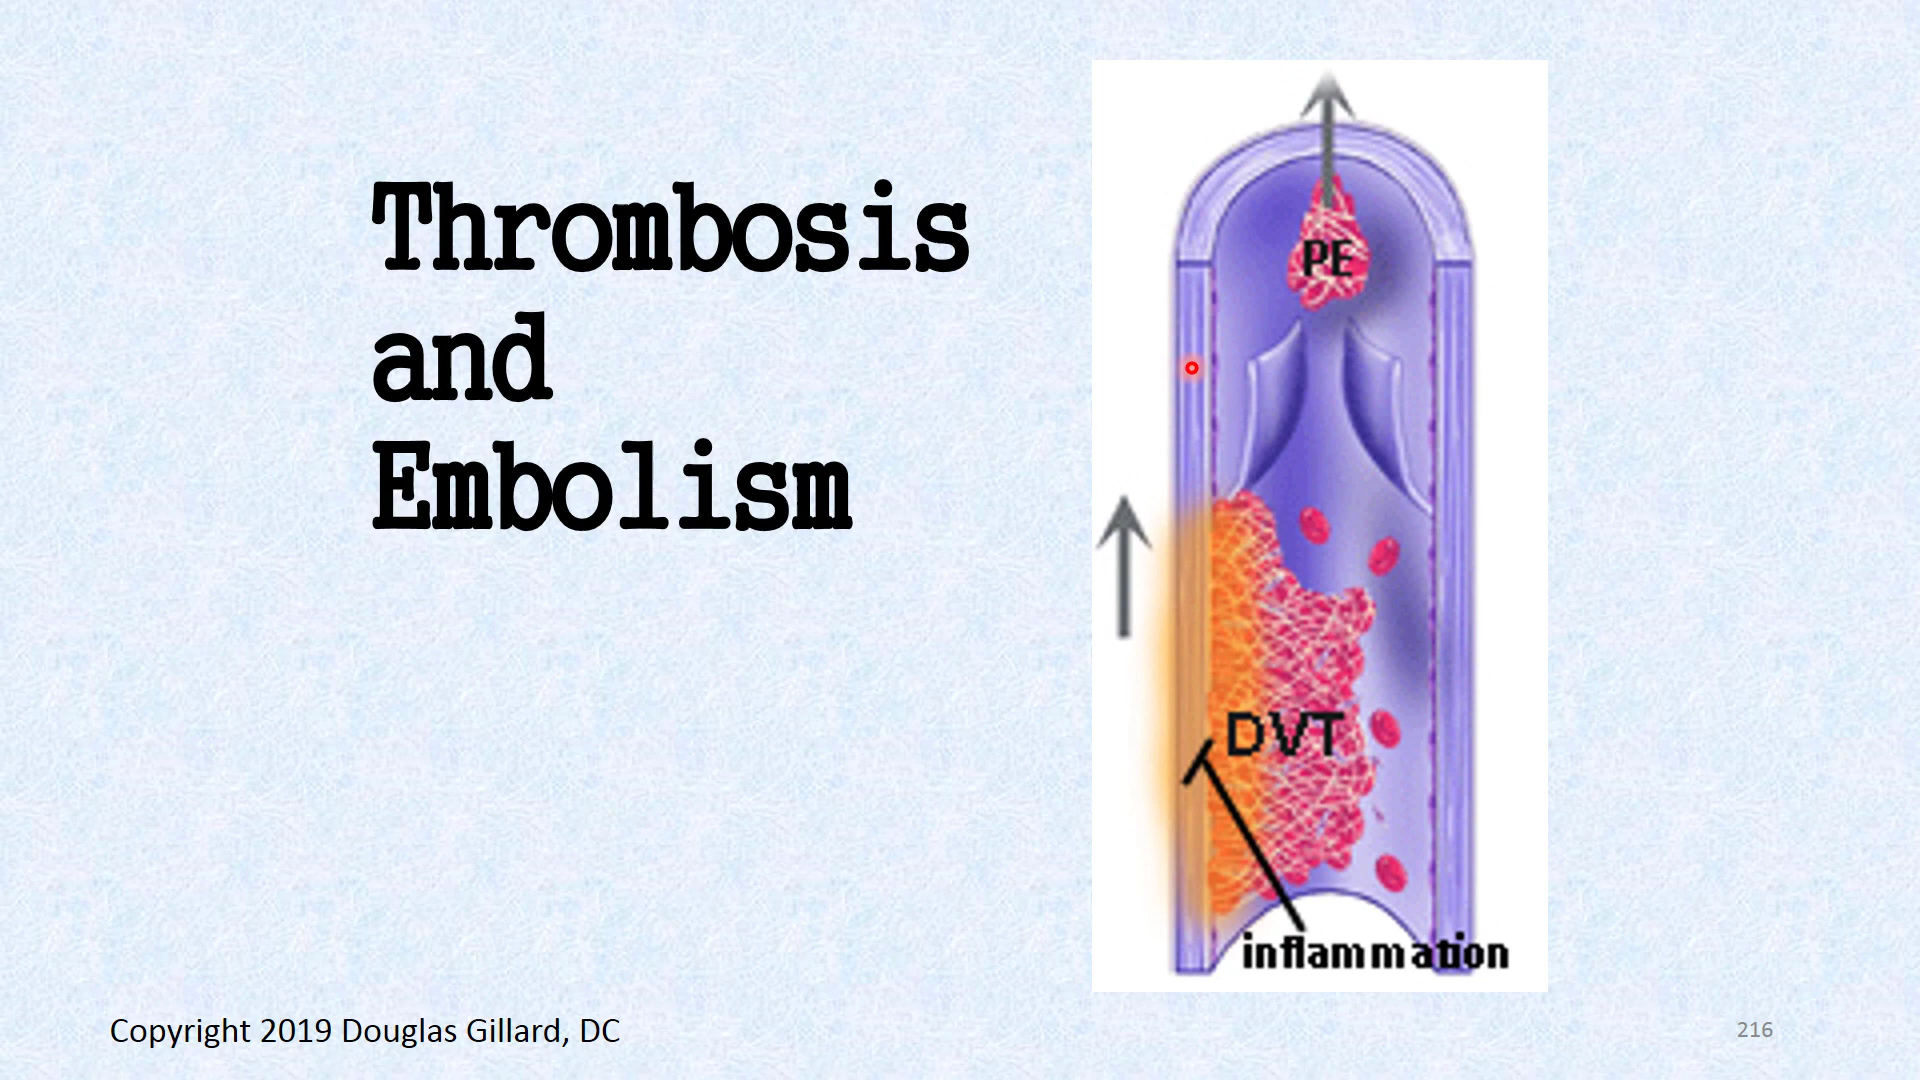 Thrombosis
and
Embolism
PE
DVT
inflammation
Copyright 2019 Douglas Gillard, DC
216